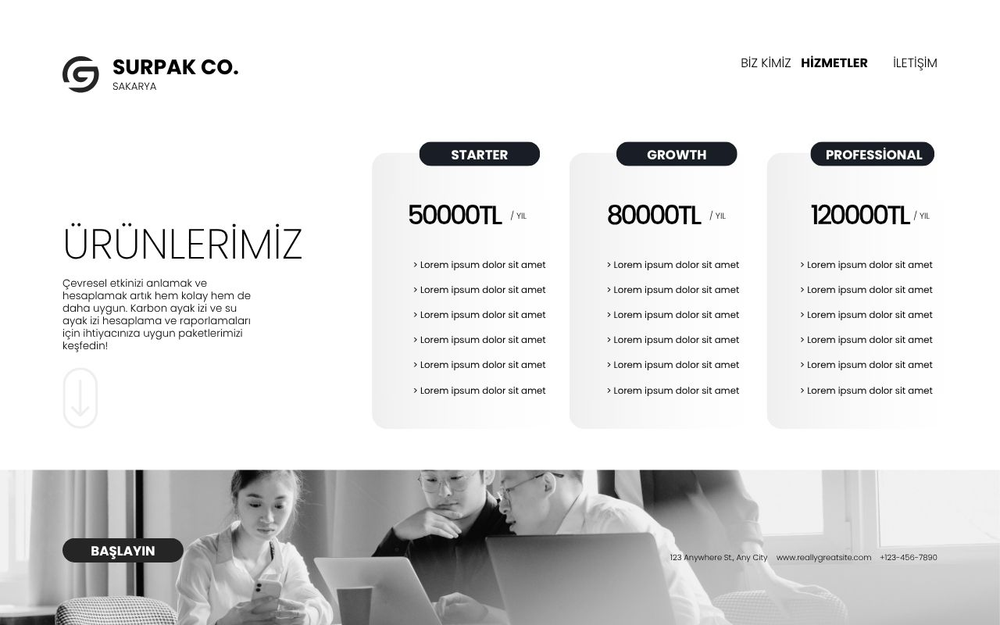 SURPAK CO.
SAKARYA
BİZ KİMİZ
HİZMETLER
İLETİŞİM
ÜRÜNLERİMİZ
Çevresel etkinizi anlamak ve
hesaplamak artık hem kolay hem de
daha uygun. Karbon ayak izi ve su
ayak izi hesaplama ve raporlamaları
için ihtiyacınıza uygun paketlerimizi
keşfedin!
STARTER
50000TL / YIL
> Lorem ipsum dolor sit amet
> Lorem ipsum dolor sit amet
> Lorem ipsum dolor sit amet
> Lorem ipsum dolor sit amet
> Lorem ipsum dolor sit amet
> Lorem ipsum dolor sit amet
GROWTH
80000TL / YIL
> Lorem ipsum dolor sit amet
> Lorem ipsum dolor sit amet
> Lorem ipsum dolor sit amet
> Lorem ipsum dolor sit amet
> Lorem ipsum dolor sit amet
> Lorem ipsum dolor sit amet
PROFESSİONAL
120000TL / YIL
> Lorem ipsum dolor sit amet
> Lorem ipsum dolor sit amet
> Lorem ipsum dolor sit amet
> Lorem ipsum dolor sit amet
> Lorem ipsum dolor sit amet
> Lorem ipsum dolor sit amet
BAŞLAYIN
123 Anywhere St., Any City www.reallygreatsite.com +123-456-7890